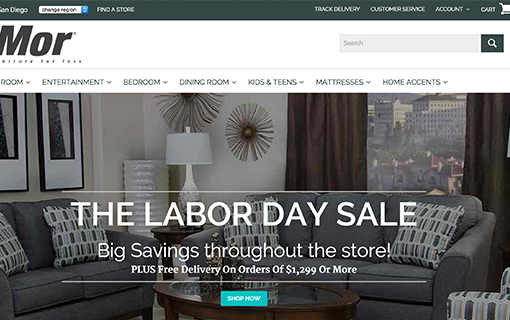 San Diego change region FIND A STORE TRACK DELIVERY CUSTOMER SERVICE ACCOUNT CART
Mor®
niture for less
Search
ROOM ENTERTAINMENT BEDROOM DINING ROOM KIDS & TEENS MATTRESSES HOME ACCENTS
THE LABOR DAY SALE
Big Savings throughout the store!
PLUS Free Delivery On Orders Of $1,299 Or More
SHOP NOW